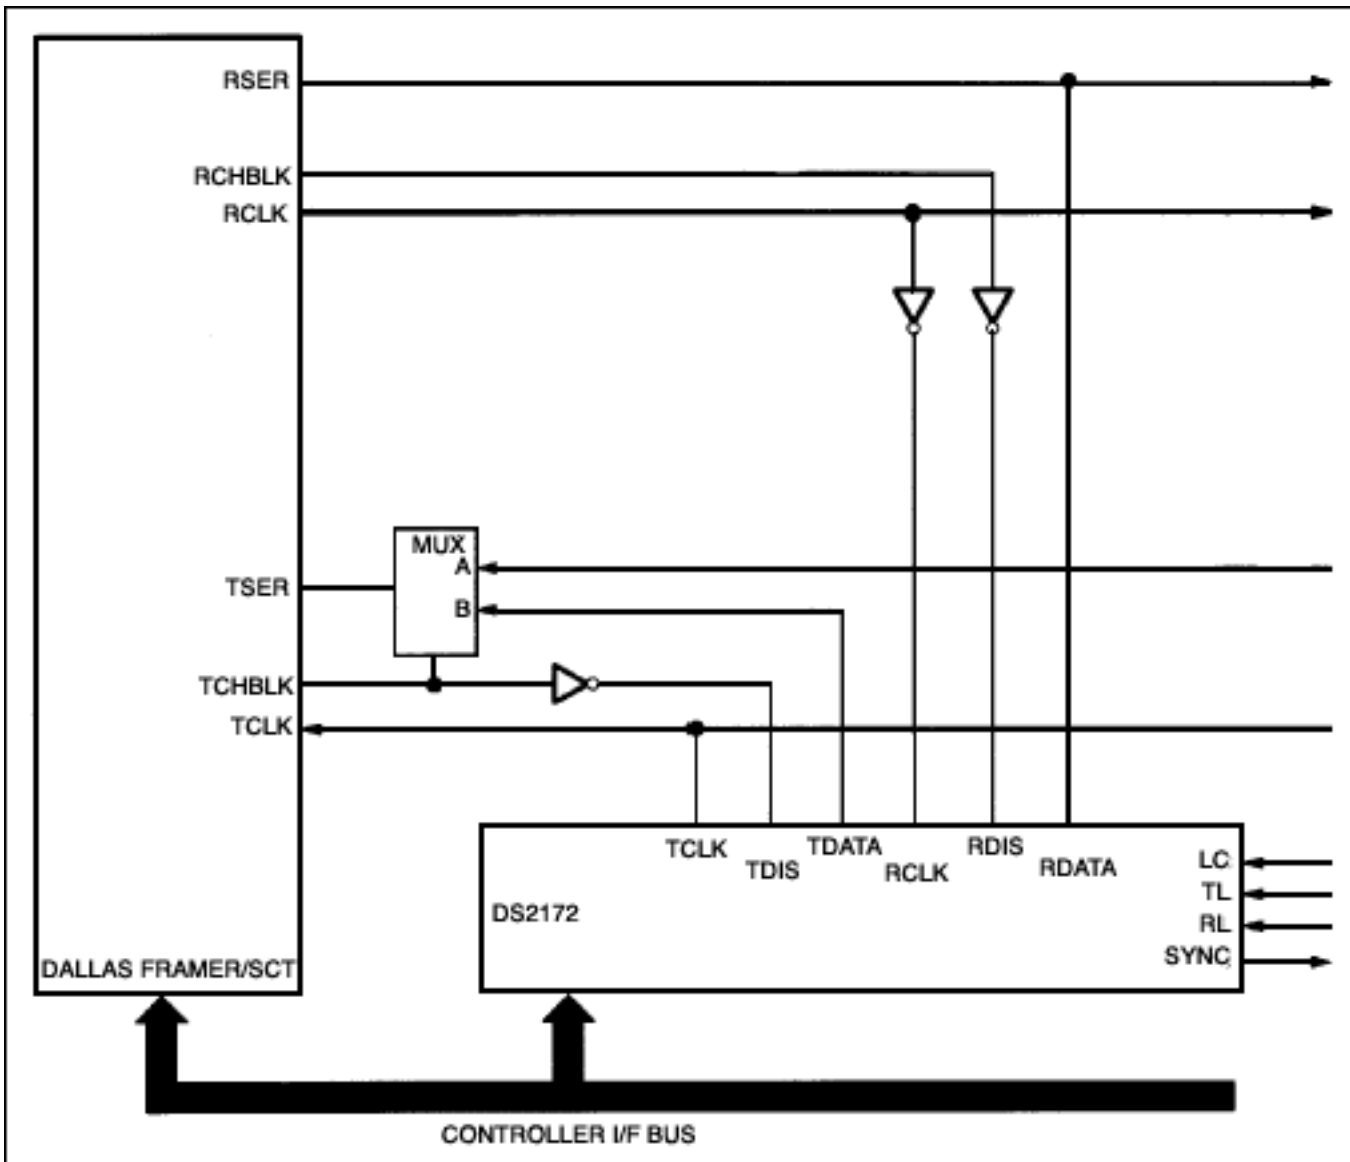 RSER
RCHBLK
RCLK
MUX
A
TSER
B
TCHBLK
TCLK
TCLK
TDIS
TDATA
RCLK
RDIS
RDATA
LC
TL
RL
SYNC
DS2172
DALLAS FRAMER/SCT
CONTROLLER I/F BUS